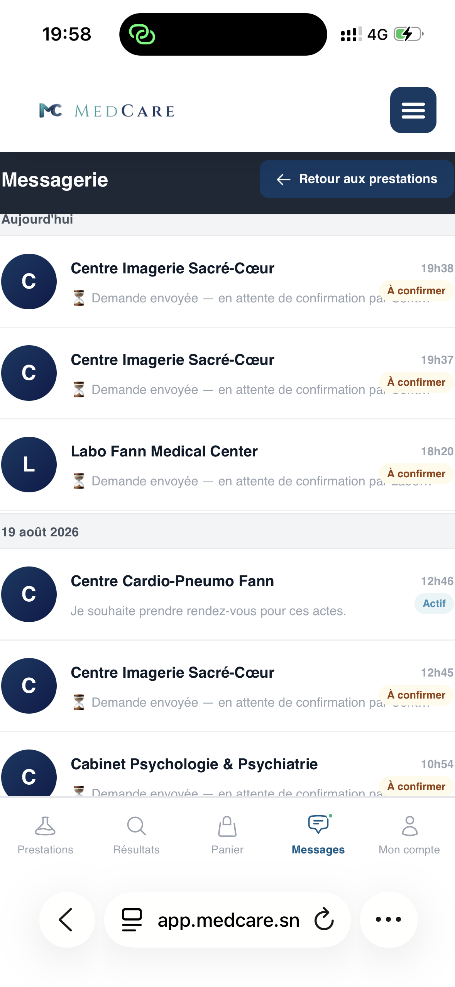 19:58
4G
MC MEDCARE
Messagerie
← Retour aux prestations
Aujourd'hui
C
Centre Imagerie Sacré-Cœur
19h38
⏳ Demande envoyée — en attente de confirmation par
À confirmer
C
Centre Imagerie Sacré-Cœur
19h37
⏳ Demande envoyée — en attente de confirmation par
À confirmer
L
Labo Fann Medical Center
18h20
⏳ Demande envoyée — en attente de confirmation par
À confirmer
19 août 2026
C
Centre Cardio-Pneumo Fann
12h46
Je souhaite prendre rendez-vous pour ces actes.
Actif
C
Centre Imagerie Sacré-Cœur
12h45
⏳ Demande envoyée — en attente de confirmation par
À confirmer
C
Cabinet Psychologie & Psychiatrie
10h54
⏳ Demande envoyée — en attente de confirmation par
À confirmer
Prestations Résultats Panier Messages Mon compte
app.medcare.sn